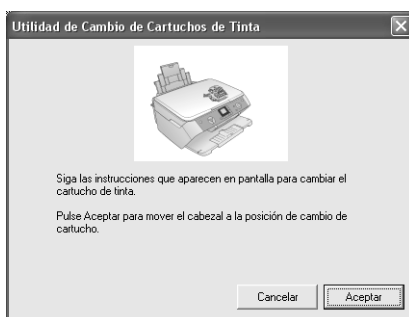 Utilidad de Cambio de Cartuchos de Tinta
Siga las instrucciones que aparecen en pantalla para cambiar el
cartucho de tinta.
Pulse Aceptar para mover el cabezal a la posición de cambio de
cartucho.
Cancelar
Aceptar